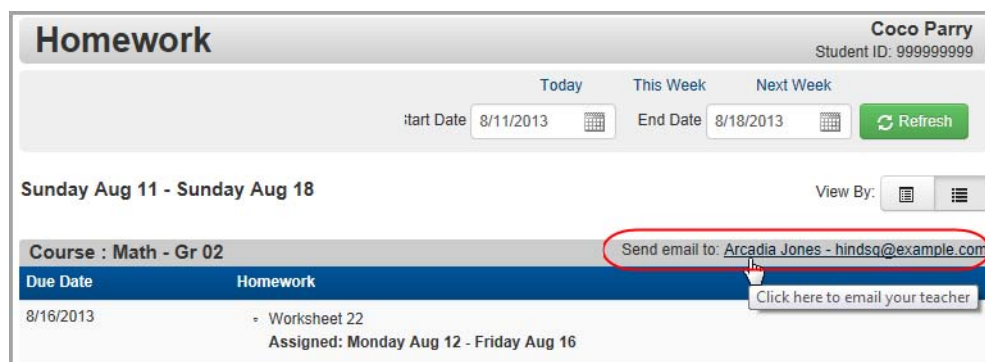 Homework
Coco Parry
Student ID: 999999999
Today This Week Next Week
tart Date 8/11/2013 End Date 8/18/2013 Refresh
Sunday Aug 11 - Sunday Aug 18
View By:
Course : Math - Gr 02
Send email to: Arcadia Jones - hindsq@example.com
Due Date Homework
Click here to email your teacher
8/16/2013 Worksheet 22
Assigned: Monday Aug 12 - Friday Aug 16